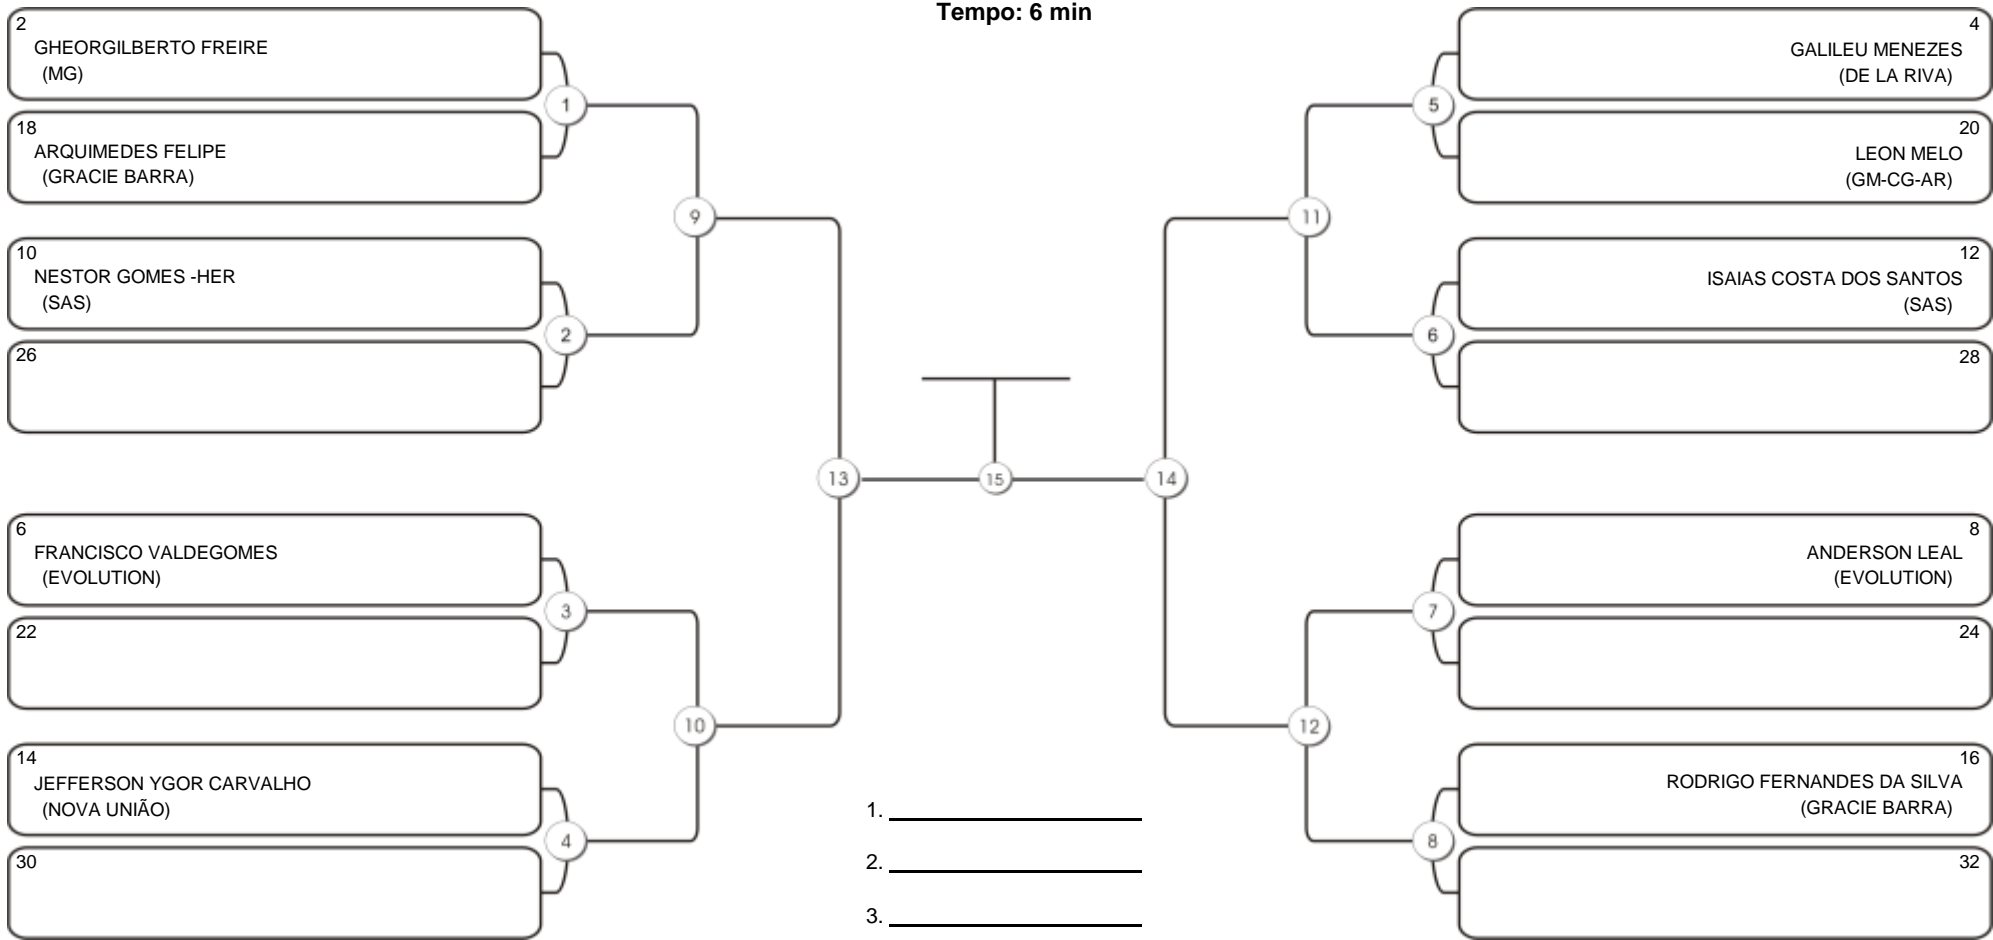 Tempo: 6 min
2
GHEORGILBERTO FREIRE
(MG)
18
ARQUIMEDES FELIPE
(GRACIE BARRA)
10
NESTOR GOMES -HER
(SAS)
26
6
FRANCISCO VALDEGOMES
(EVOLUTION)
22
14
JEFFERSON YGOR CARVALHO
(NOVA UNIÃO)
30
1
2
3
4
9
10
13
15
14
11
12
5
6
7
8
4
GALILEU MENEZES
(DE LA RIVA)
20
LEON MELO
(GM-CG-AR)
12
ISAIAS COSTA DOS SANTOS
(SAS)
28
8
ANDERSON LEAL
(EVOLUTION)
24
16
RODRIGO FERNANDES DA SILVA
(GRACIE BARRA)
32
1.
2.
3.